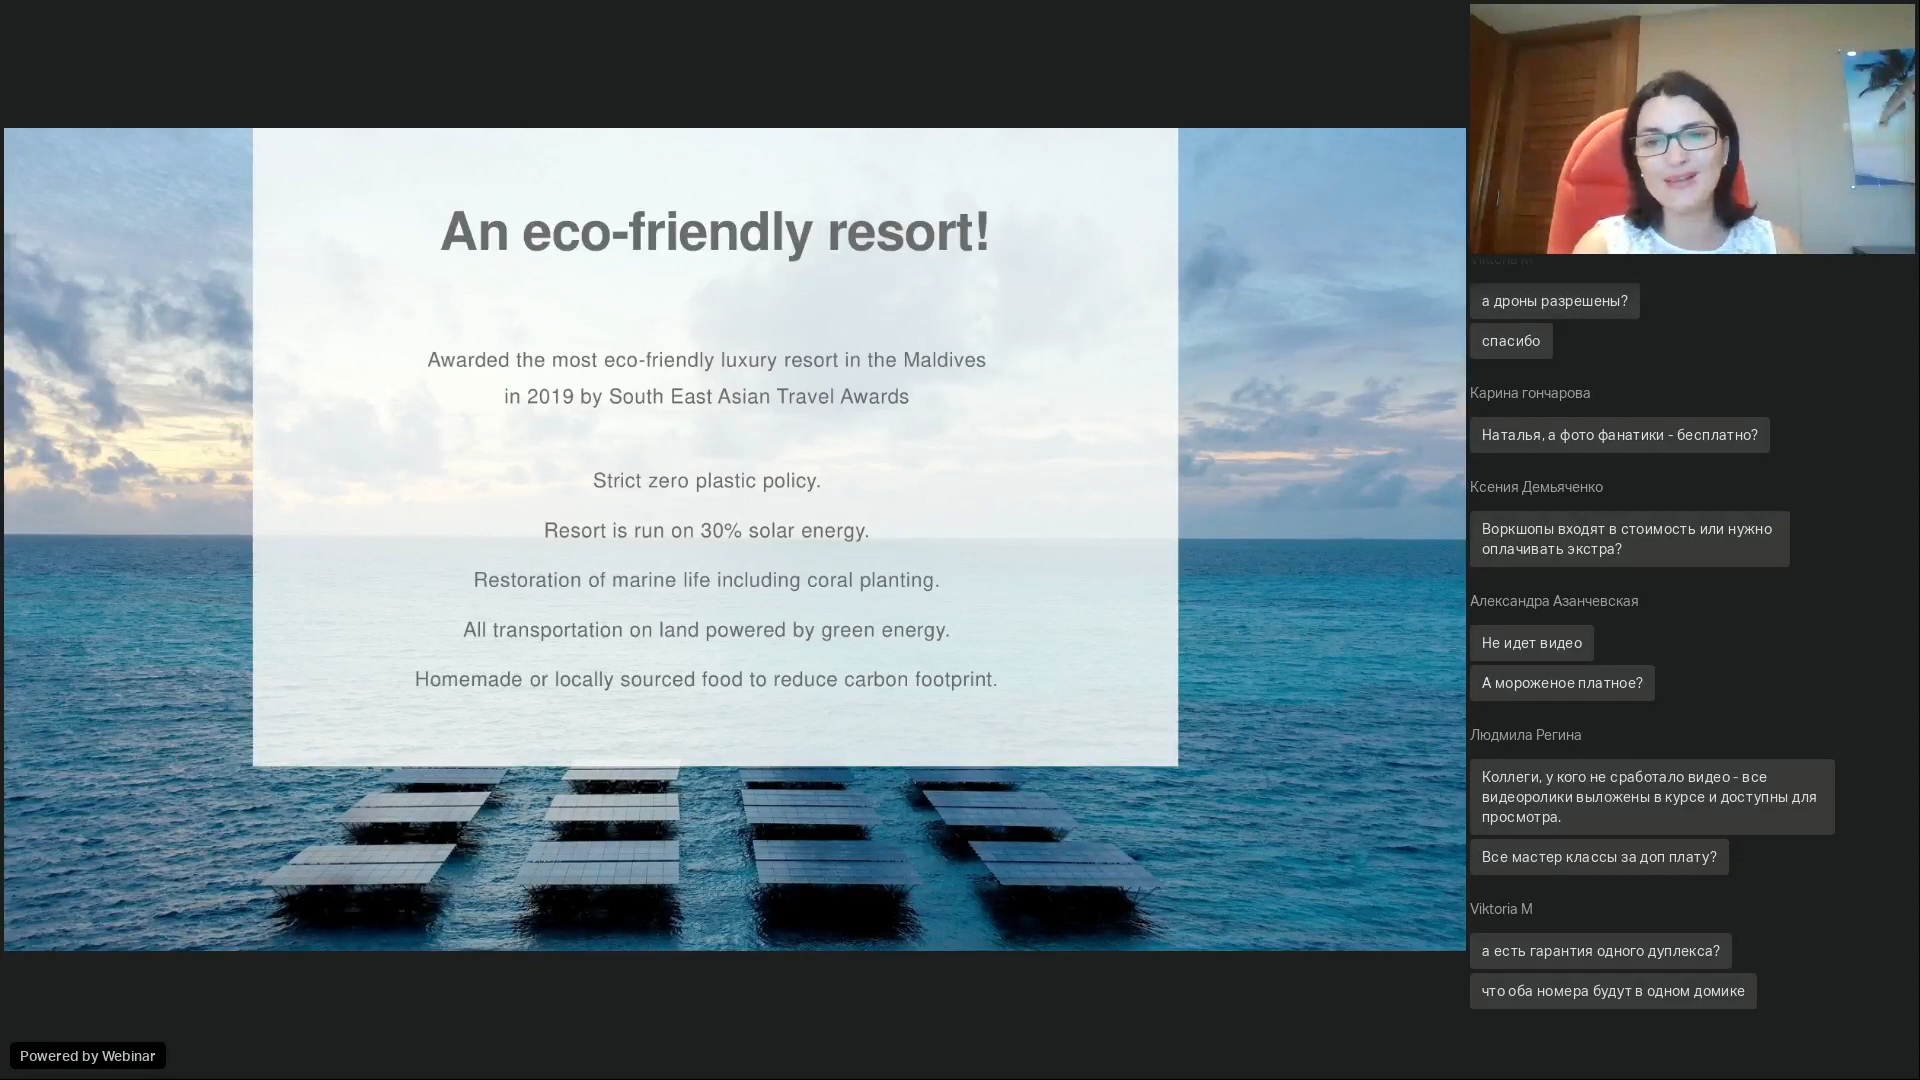 An eco-friendly resort!
Awarded the most eco-friendly luxury resort in the Maldives
in 2019 by South East Asian Travel Awards
Strict zero plastic policy.
Resort is run on 30% solar energy.
Restoration of marine life including coral planting.
All transportation on land powered by green energy.
Homemade or locally sourced food to reduce carbon footprint.
Powered by Webinar
Viktoria M
а дроны разрешены?
спасибо
Карина гончарова
Наталья, а фото фанатики - бесплатно?
Ксения Демьяченко
Воркшопы входят в стоимость или нужно
оплачивать экстра?
Александра Азанчевская
Не идет видео
А мороженое платное?
Людмила Регина
Коллеги, у кого не сработало видео - все
видеоролики выложены в курсе и доступны для
просмотра.
Все мастер классы за доп плату?
Viktoria M
а есть гарантия одного дуплекса?
что оба номера будут в одном домике